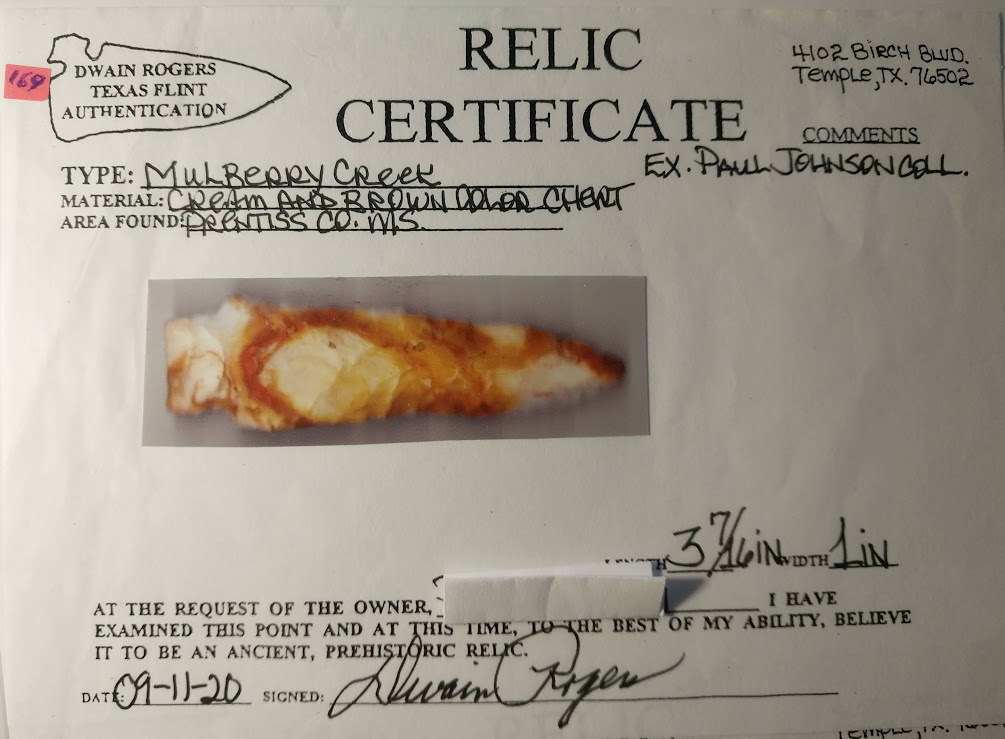 169
DWAIN ROGERS
TEXAS FLINT
AUTHENTICATION
RELIC
CERTIFICATE
4102 BIRCH BLVD.
TEMPLE, TX. 76502
COMMENTS
EX. PAUL JOHNSON COLL.
TYPE: MULBERRY CREEK
MATERIAL: CREAM AND BROWN COLOR CHERT
AREA FOUND: PRENTISS CO. MS.
LENGTH 3 7/16 IN WIDTH 1 IN
AT THE REQUEST OF THE OWNER, I HAVE
EXAMINED THIS POINT AND AT THIS TIME, TO THE BEST OF MY ABILITY, BELIEVE
IT TO BE AN ANCIENT, PREHISTORIC RELIC.
DATE: 09-11-20 SIGNED: Dwain Rogers
TEMPLE, TX.